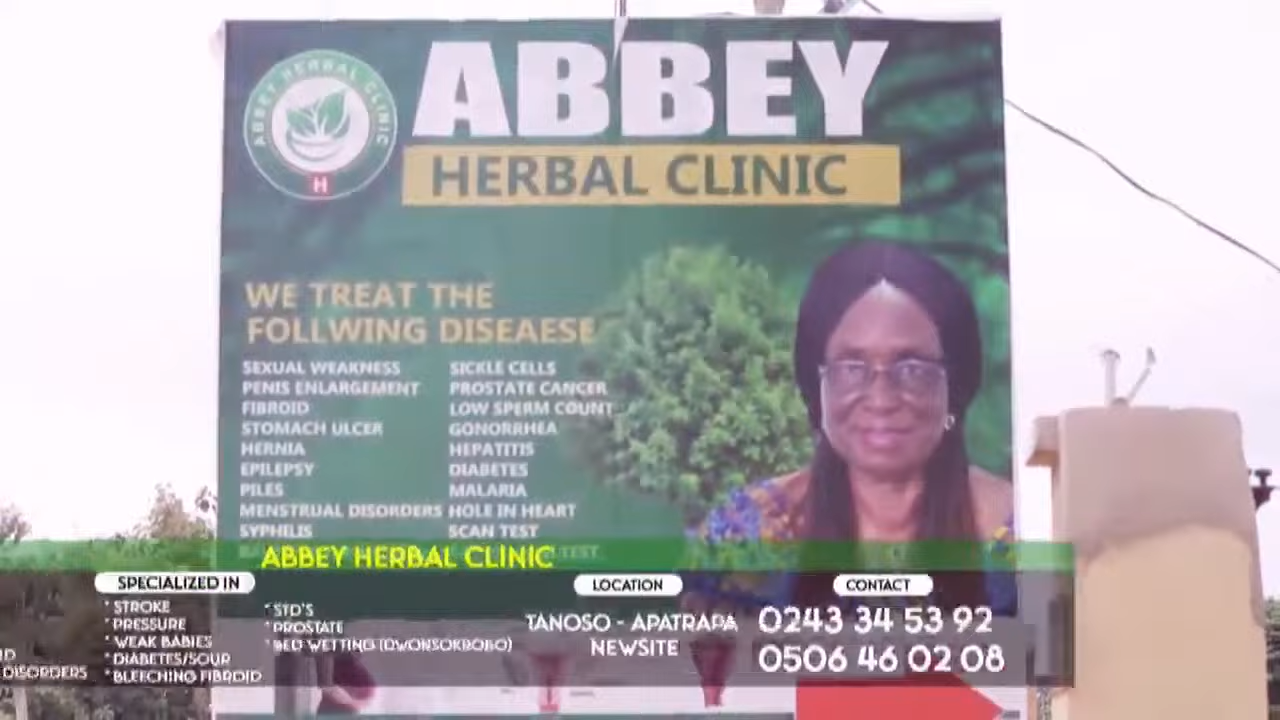 ABBEY HERBAL CLINIC
H
ABBEY
HERBAL CLINIC
WE TREAT THE
FOLLWING DISEAESE
SEXUAL WEAKNESS
PENIS ENLARGEMENT
FIBROID
STOMACH ULCER
HERNIA
EPILEPSY
PILES
MENSTRUAL DISORDERS
SYPHILIS
SICKLE CELLS
PROSTATE CANCER
LOW SPERM COUNT
GONORRHEA
HEPATITIS
DIABETES
MALARIA
HOLE IN HEART
SCAN TEST
TEST
ABBEY HERBAL CLINIC
SPECIALIZED IN
DISORDERS
* STROKE
* PRESSURE
* WEAK BABIES
* DIABETES/SOUR
* BLEECHING FIBROID
* STD'S
* PROSTATE
* BED WETTING (DWONSOKROBO)
LOCATION
TANOSO - APATRAPA
NEWSITE
CONTACT
0243 34 53 92
0506 46 02 08